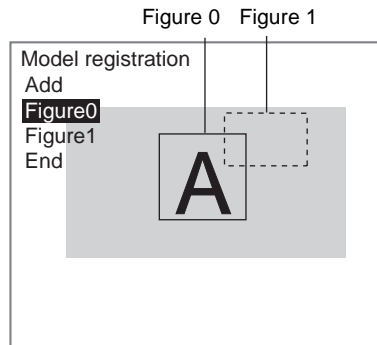 Figure 0 Figure 1
Model registration
Add
Figure0
Figure1
End
A